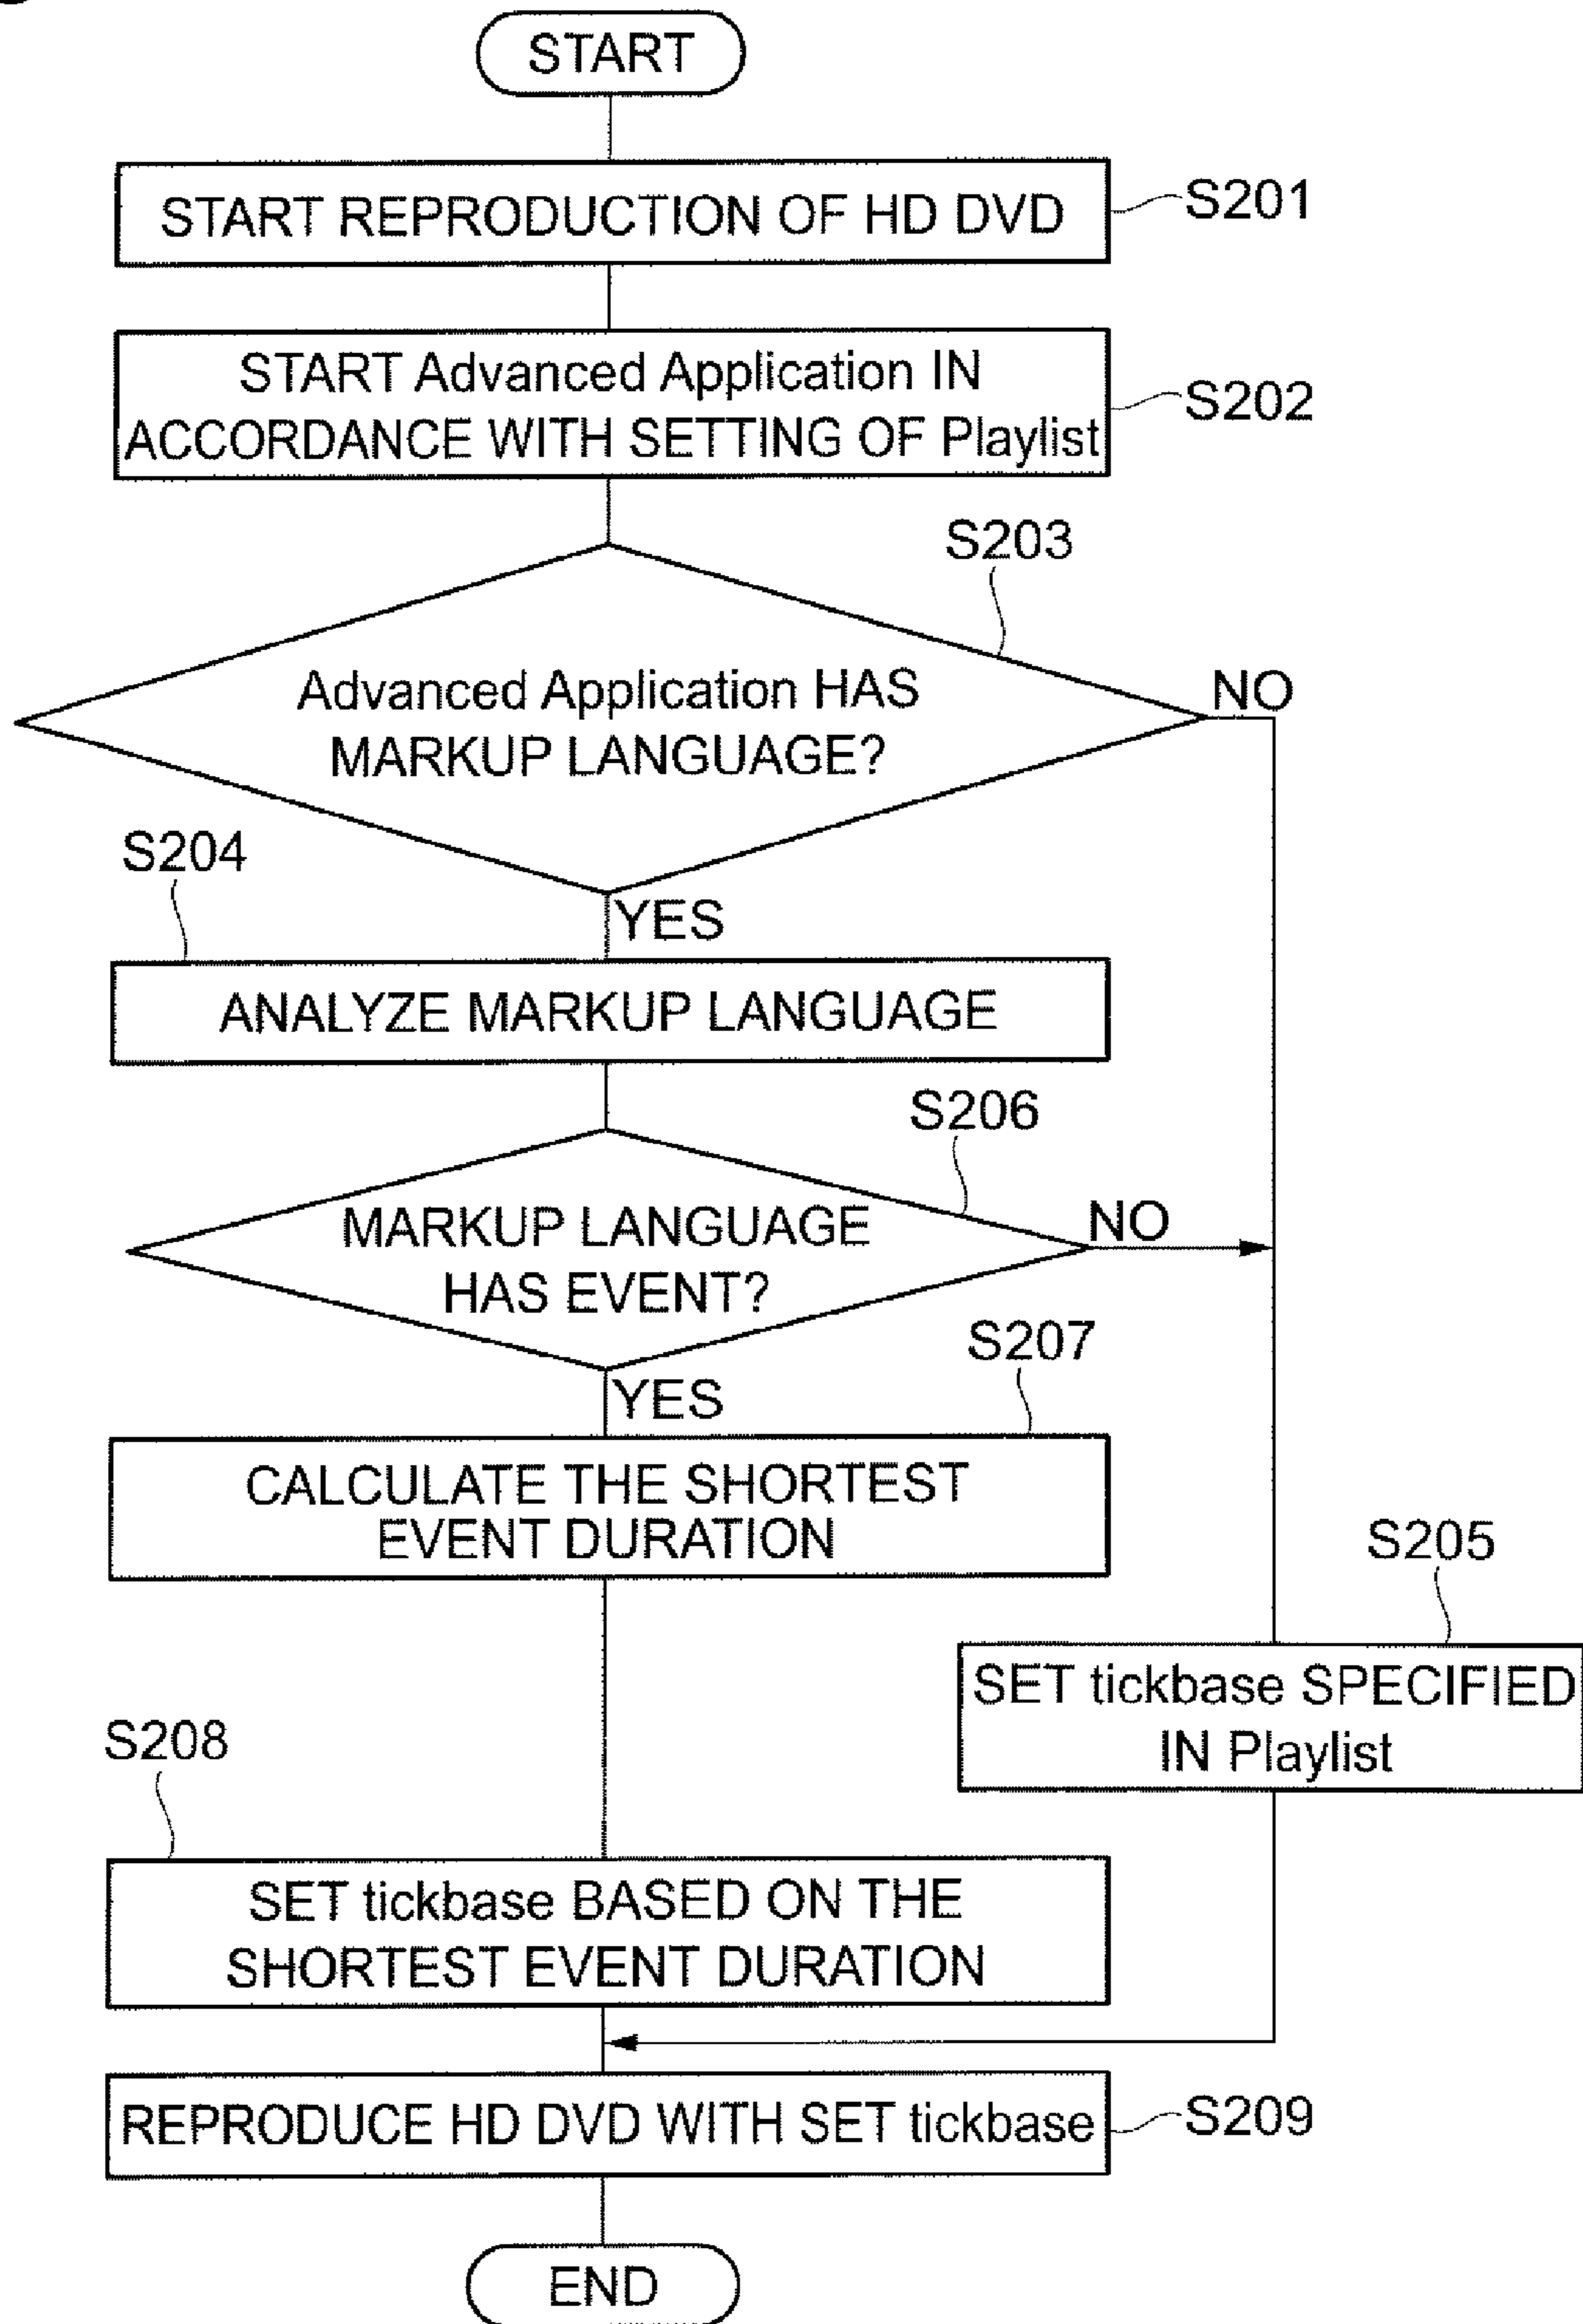 START
START REPRODUCTION OF HD DVD
S201
START Advanced Application IN
ACCORDANCE WITH SETTING OF Playlist
S202
S203
Advanced Application HAS
MARKUP LANGUAGE?
NO
S204
YES
ANALYZE MARKUP LANGUAGE
S206
MARKUP LANGUAGE
HAS EVENT?
NO
S207
YES
CALCULATE THE SHORTEST
EVENT DURATION
S205
SET tickbase SPECIFIED
IN Playlist
S208
SET tickbase BASED ON THE
SHORTEST EVENT DURATION
REPRODUCE HD DVD WITH SET tickbase
S209
END